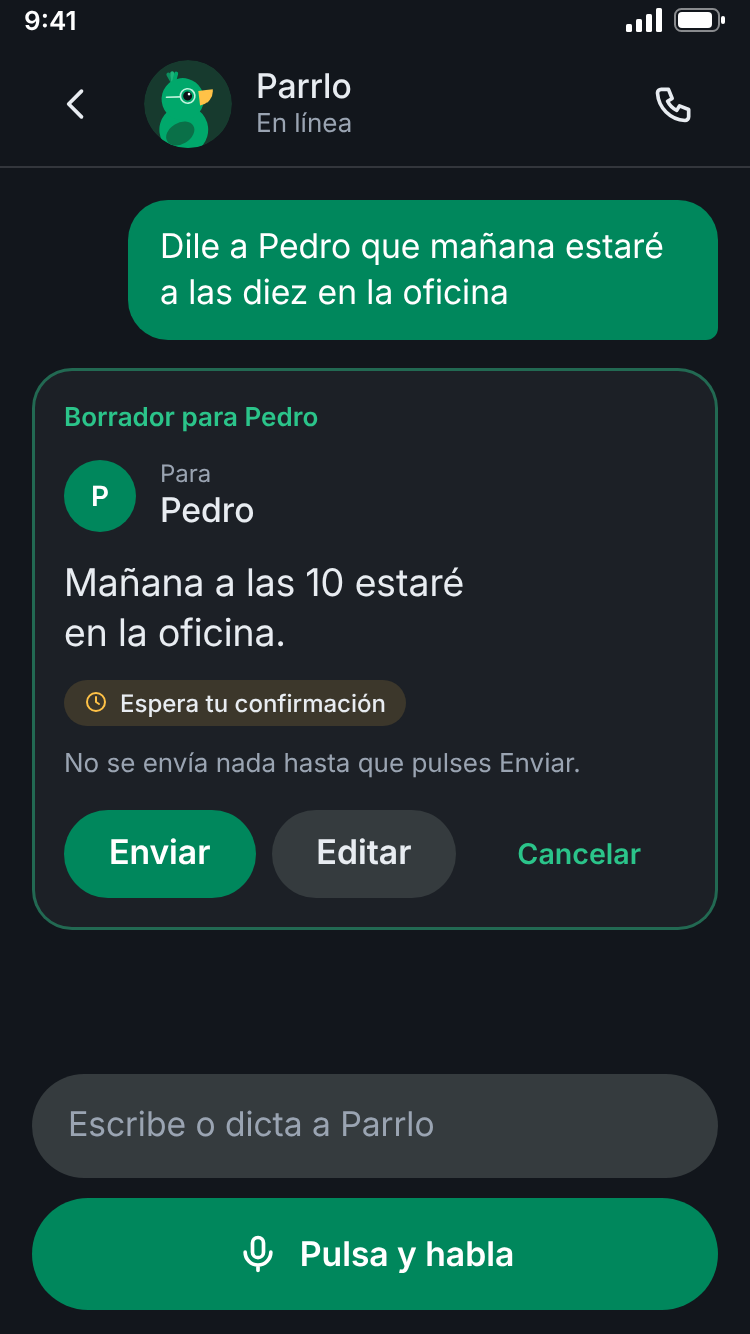 9:41
Parrlo
En línea
Dile a Pedro que mañana estaré
a las diez en la oficina
Borrador para Pedro
P
Para
Pedro
Mañana a las 10 estaré
en la oficina.
Espera tu confirmación
No se envía nada hasta que pulses Enviar.
Enviar
Editar
Cancelar
Escribe o dicta a Parrlo
Pulsa y habla